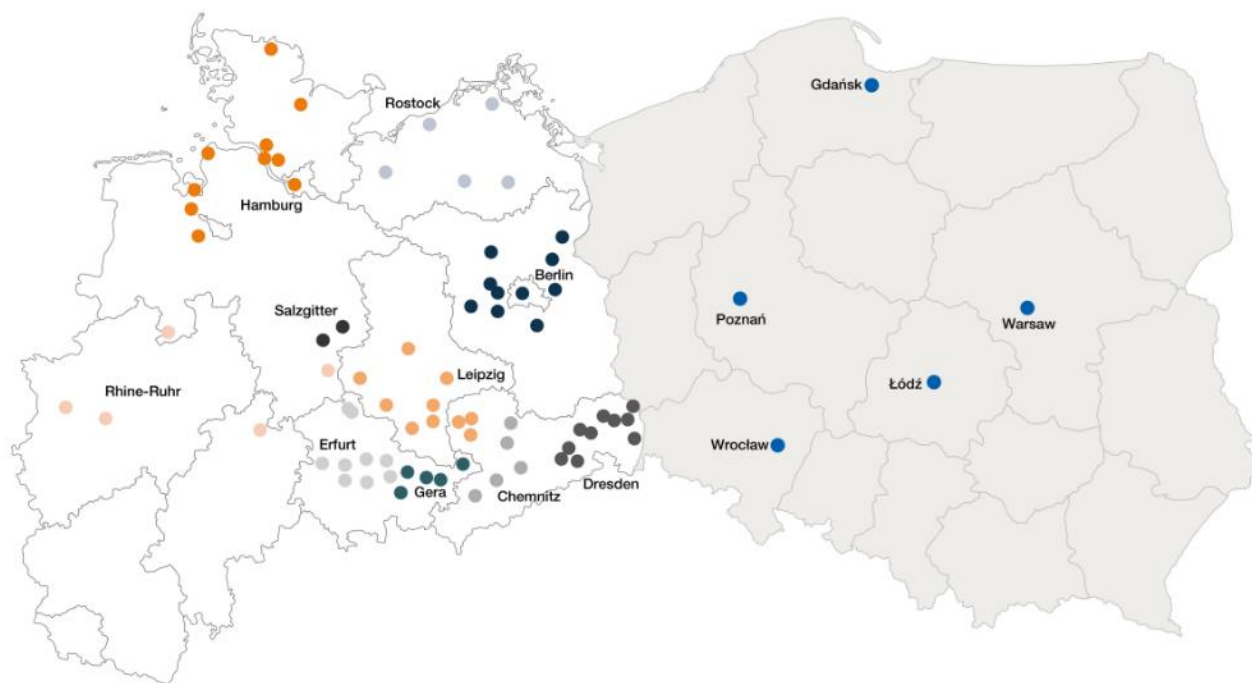 Gdańsk
Rostock
Hamburg
Berlin
Salzgitter
Poznań
Warsaw
Rhine-Ruhr
Leipzig
Łódź
Erfurt
Wrocław
Gera
Chemnitz
Dresden